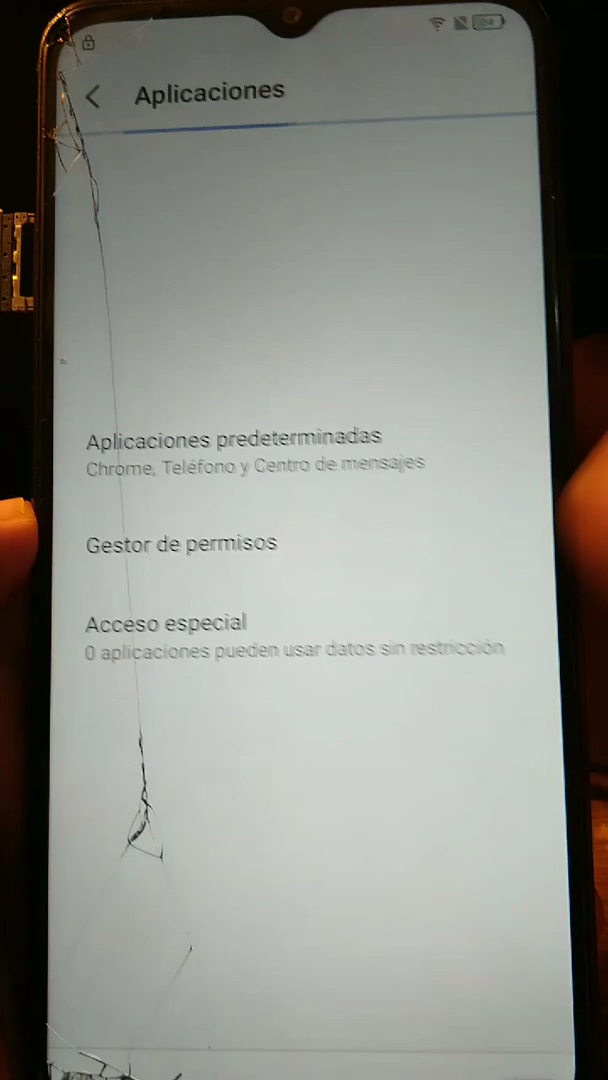 Aplicaciones
Aplicaciones predeterminadas
Chrome, Teléfono y Centro de mensajes
Gestor de permisos
Acceso especial
0 aplicaciones pueden usar datos sin restricción